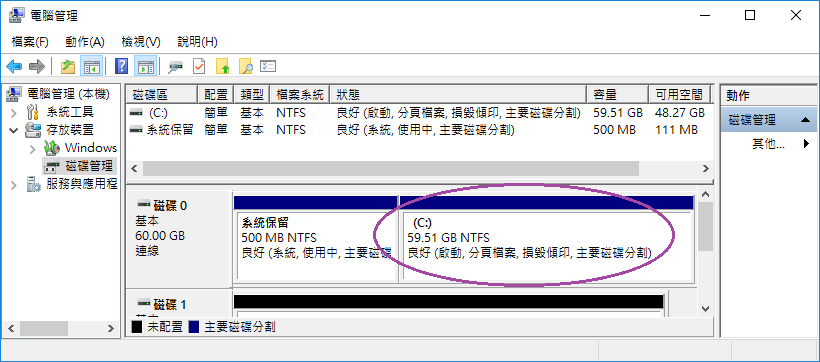 電腦管理
檔案(F) 動作(A) 檢視(V) 說明(H)
電腦管理 (本機)
系統工具
存放裝置
Windows
磁碟管理
服務與應用程
磁碟區 配置 類型 檔案系統 狀態 容量 可用空間
(C:) 簡單 基本 NTFS 良好 (啟動, 分頁檔案, 損毀傾印, 主要磁碟分割) 59.51 GB 48.27 GB
系統保留 簡單 基本 NTFS 良好 (系統, 使用中, 主要磁碟分割) 500 MB 111 MB
磁碟 0
基本
60.00 GB
連線
系統保留
500 MB NTFS
良好 (系統, 使用中, 主要磁碟
(C:)
59.51 GB NTFS
良好 (啟動, 分頁檔案, 損毀傾印, 主要磁碟分割)
磁碟 1
未配置 主要磁碟分割
動作
磁碟管理
其他...